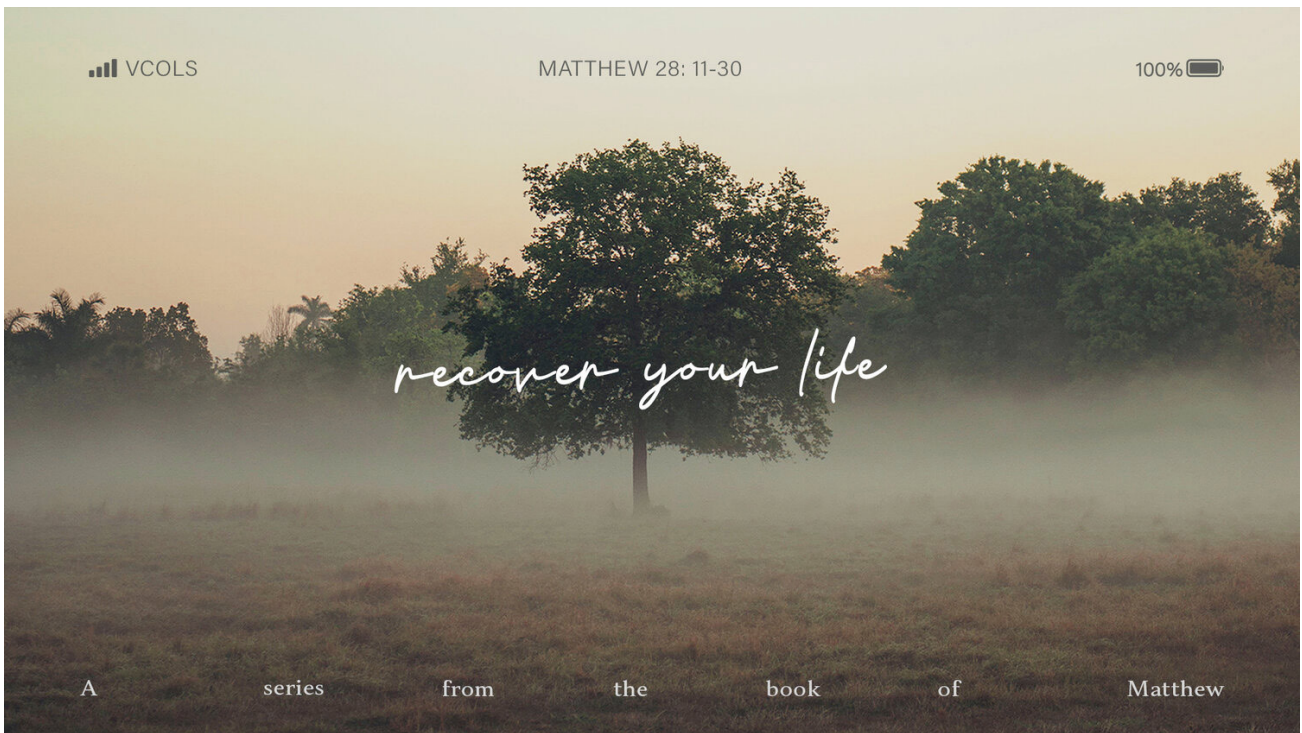 VCOLS MATTHEW 28: 11-30 100%
recover your life
A series from the book of Matthew